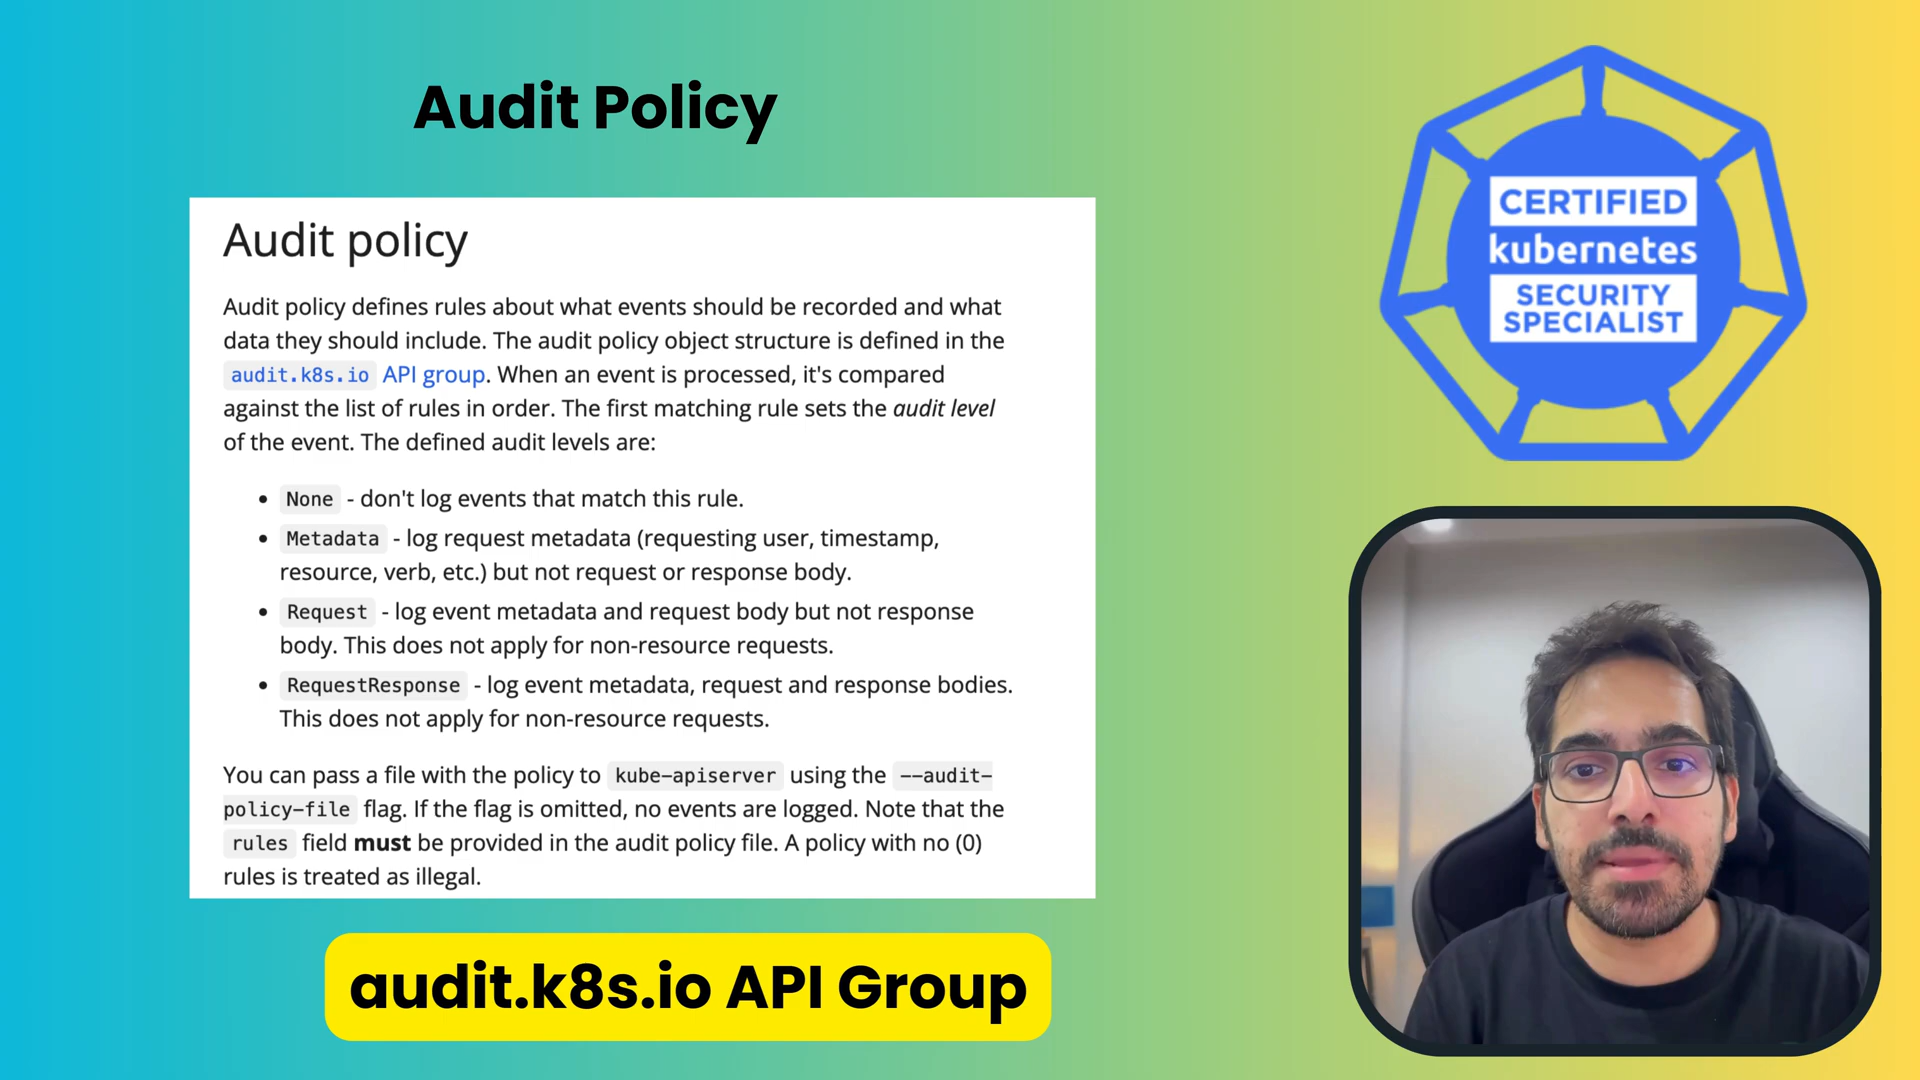 Audit Policy
Audit policy
Audit policy defines rules about what events should be recorded and what
data they should include. The audit policy object structure is defined in the
audit.k8s.io API group. When an event is processed, it's compared
against the list of rules in order. The first matching rule sets the audit level
of the event. The defined audit levels are:
• None - don't log events that match this rule.
• Metadata - log request metadata (requesting user, timestamp,
resource, verb, etc.) but not request or response body.
• Request - log event metadata and request body but not response
body. This does not apply for non-resource requests.
• RequestResponse - log event metadata, request and response bodies.
This does not apply for non-resource requests.
You can pass a file with the policy to kube-apiserver using the --audit-
policy-file flag. If the flag is omitted, no events are logged. Note that the
rules field must be provided in the audit policy file. A policy with no (0)
rules is treated as illegal.
audit.k8s.io API Group
CERTIFIED
kubernetes
SECURITY
SPECIALIST